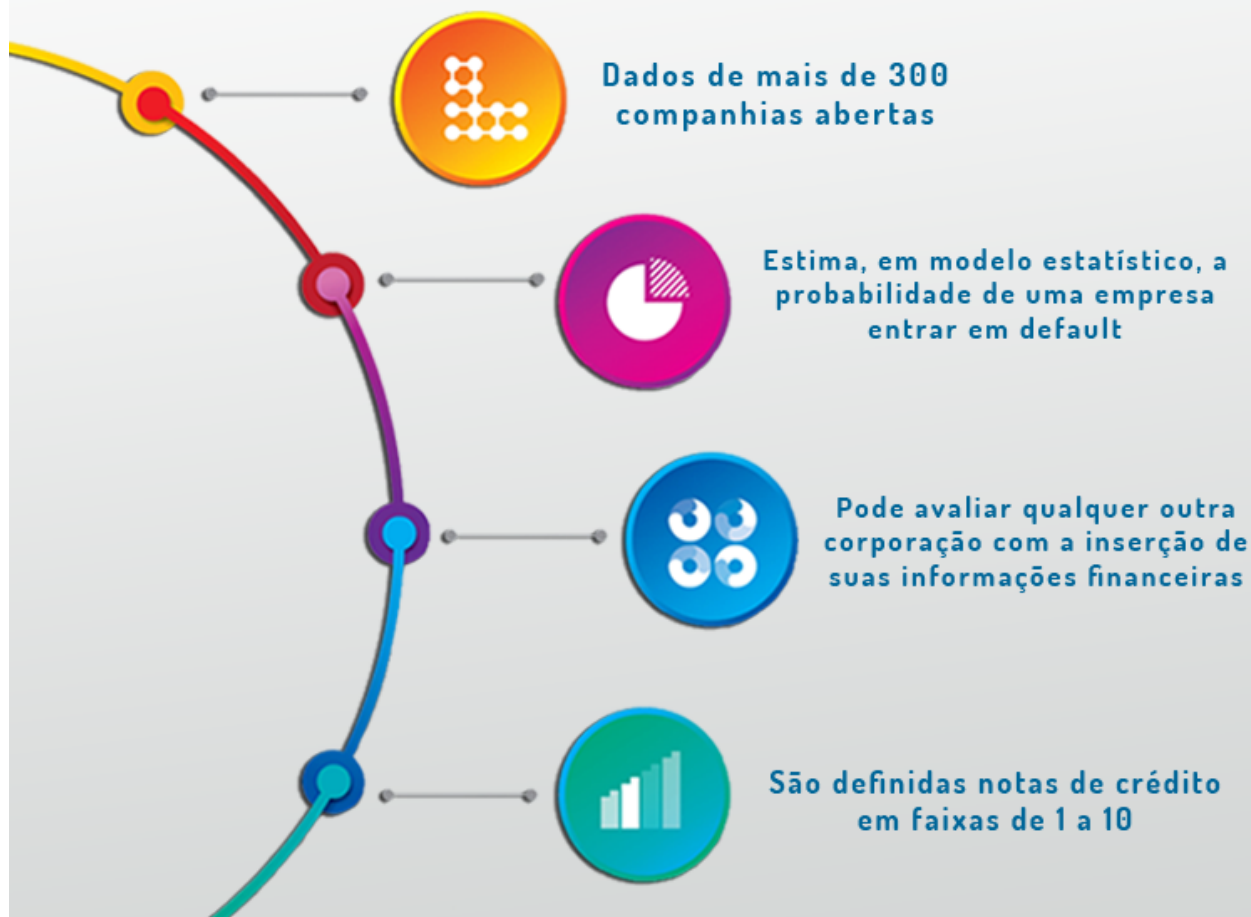 Dados de mais de 300
companhias abertas
Estima, em modelo estatístico, a
probabilidade de uma empresa
entrar em default
Pode avaliar qualquer outra
corporação com a inserção de
suas informações financeiras
São definidas notas de crédito
em faixas de 1 a 10